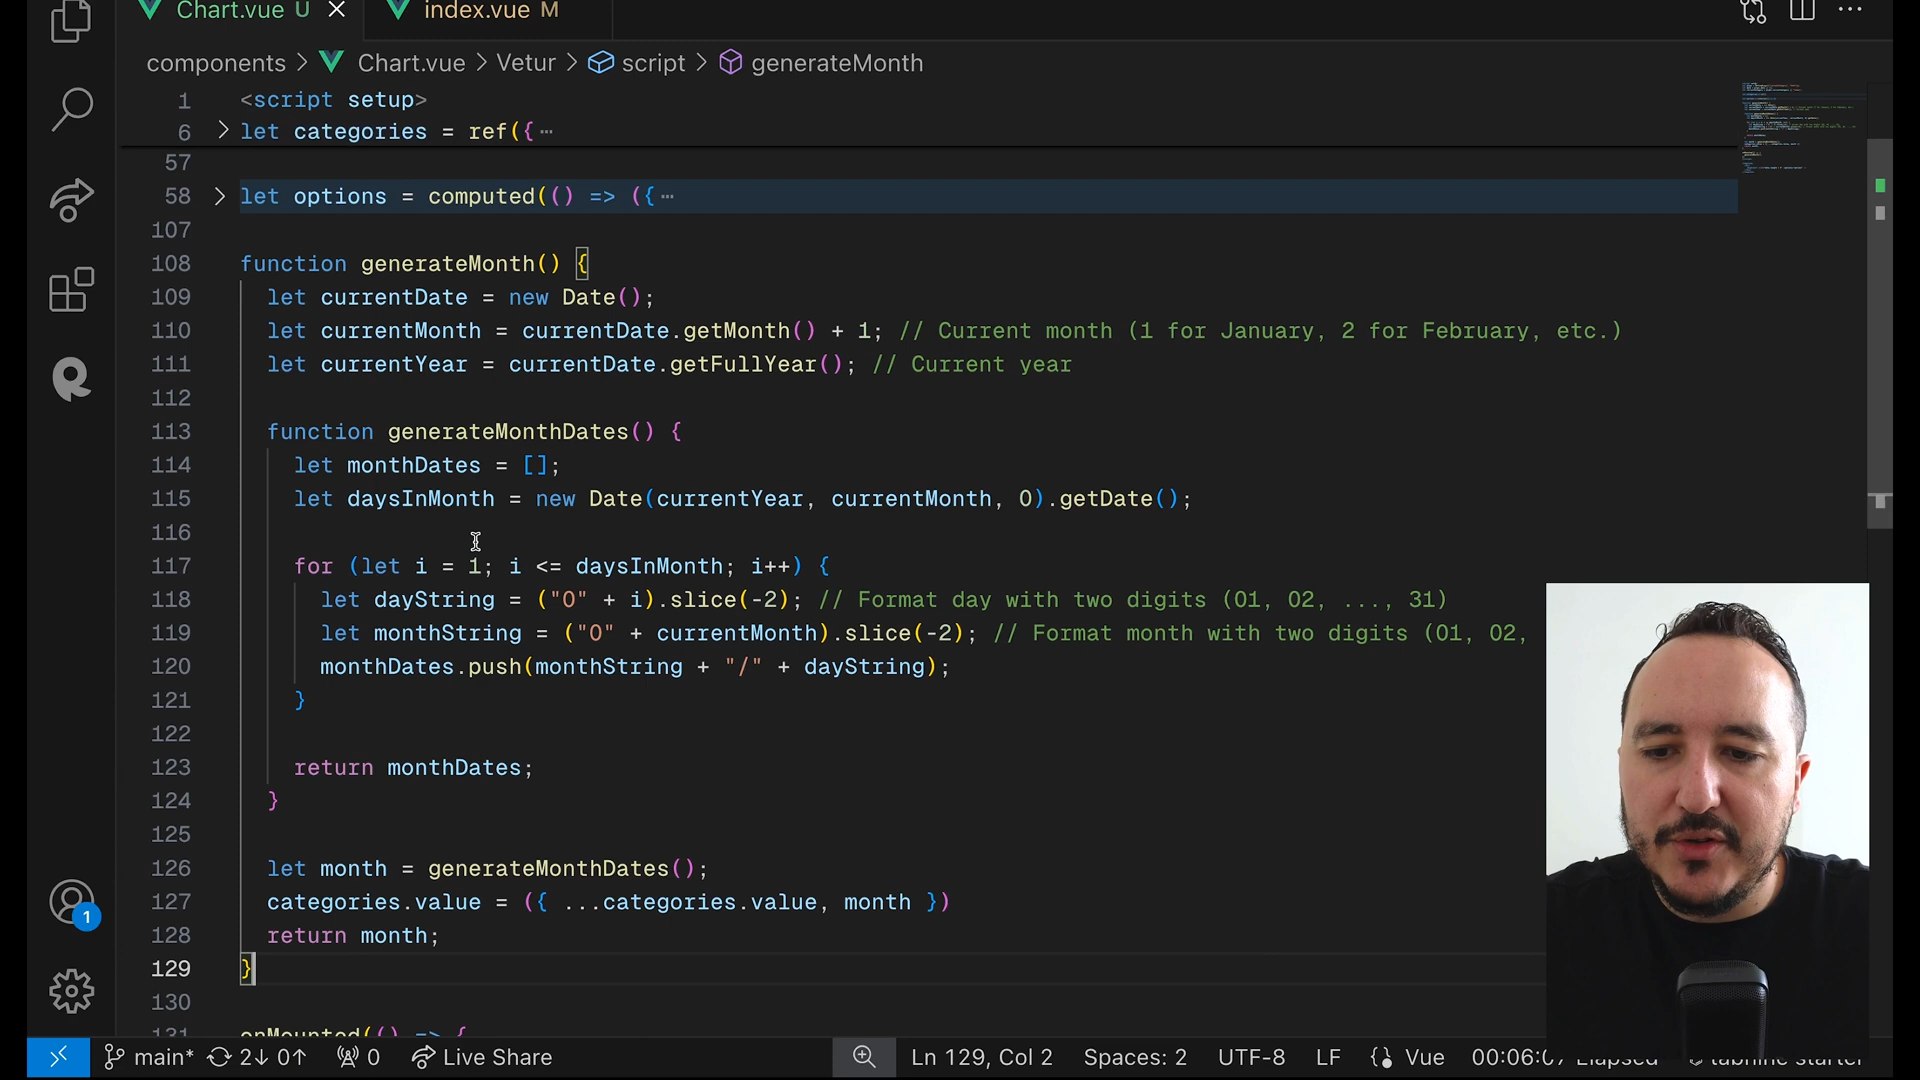 Chart.vue U
index.vue M
components > Chart.vue > Vetur > script > generateMonth
1 <script setup>
6 let categories = ref({ ⋯
57
58 let options = computed(() => ({ ⋯
107
108 function generateMonth() {
109 let currentDate = new Date();
110 let currentMonth = currentDate.getMonth() + 1; // Current month (1 for January, 2 for February, etc.)
111 let currentYear = currentDate.getFullYear(); // Current year
112
113 function generateMonthDates() {
114 let monthDates = [];
115 let daysInMonth = new Date(currentYear, currentMonth, 0).getDate();
116
117 for (let i = 1; i <= daysInMonth; i++) {
118 let dayString = ("0" + i).slice(-2); // Format day with two digits (01, 02, ..., 31)
119 let monthString = ("0" + currentMonth).slice(-2); // Format month with two digits (01, 02,
120 monthDates.push(monthString + "/" + dayString);
121 }
122
123 return monthDates;
124 }
125
126 let month = generateMonthDates();
127 categories.value = ({ ...categories.value, month })
128 return month;
129 }
130
131 onMounted(() => {
1
main* 2↓ 0↑ 0 Live Share Ln 129, Col 2 Spaces: 2 UTF-8 LF Vue 00:06:07 Elapsed tabnine starter